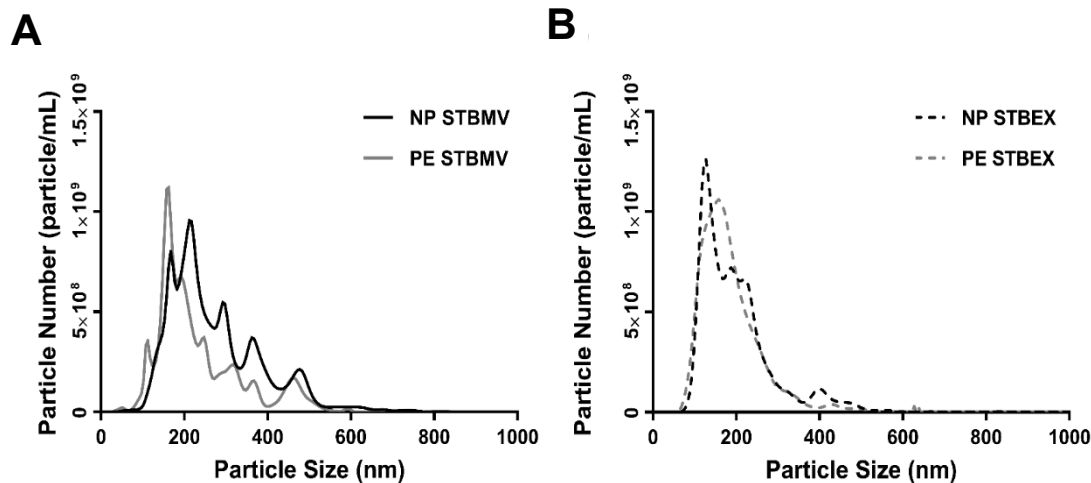 A
Particle Number (particle/mL)
1.5×10⁹
1×10⁹
5×10⁸
0
NP STBMV
PE STBMV
0 200 400 600 800 1000
Particle Size (nm)
B
Particle Number (particle/mL)
1.5×10⁹
1×10⁹
5×10⁸
0
NP STBEX
PE STBEX
0 200 400 600 800 1000
Particle Size (nm)